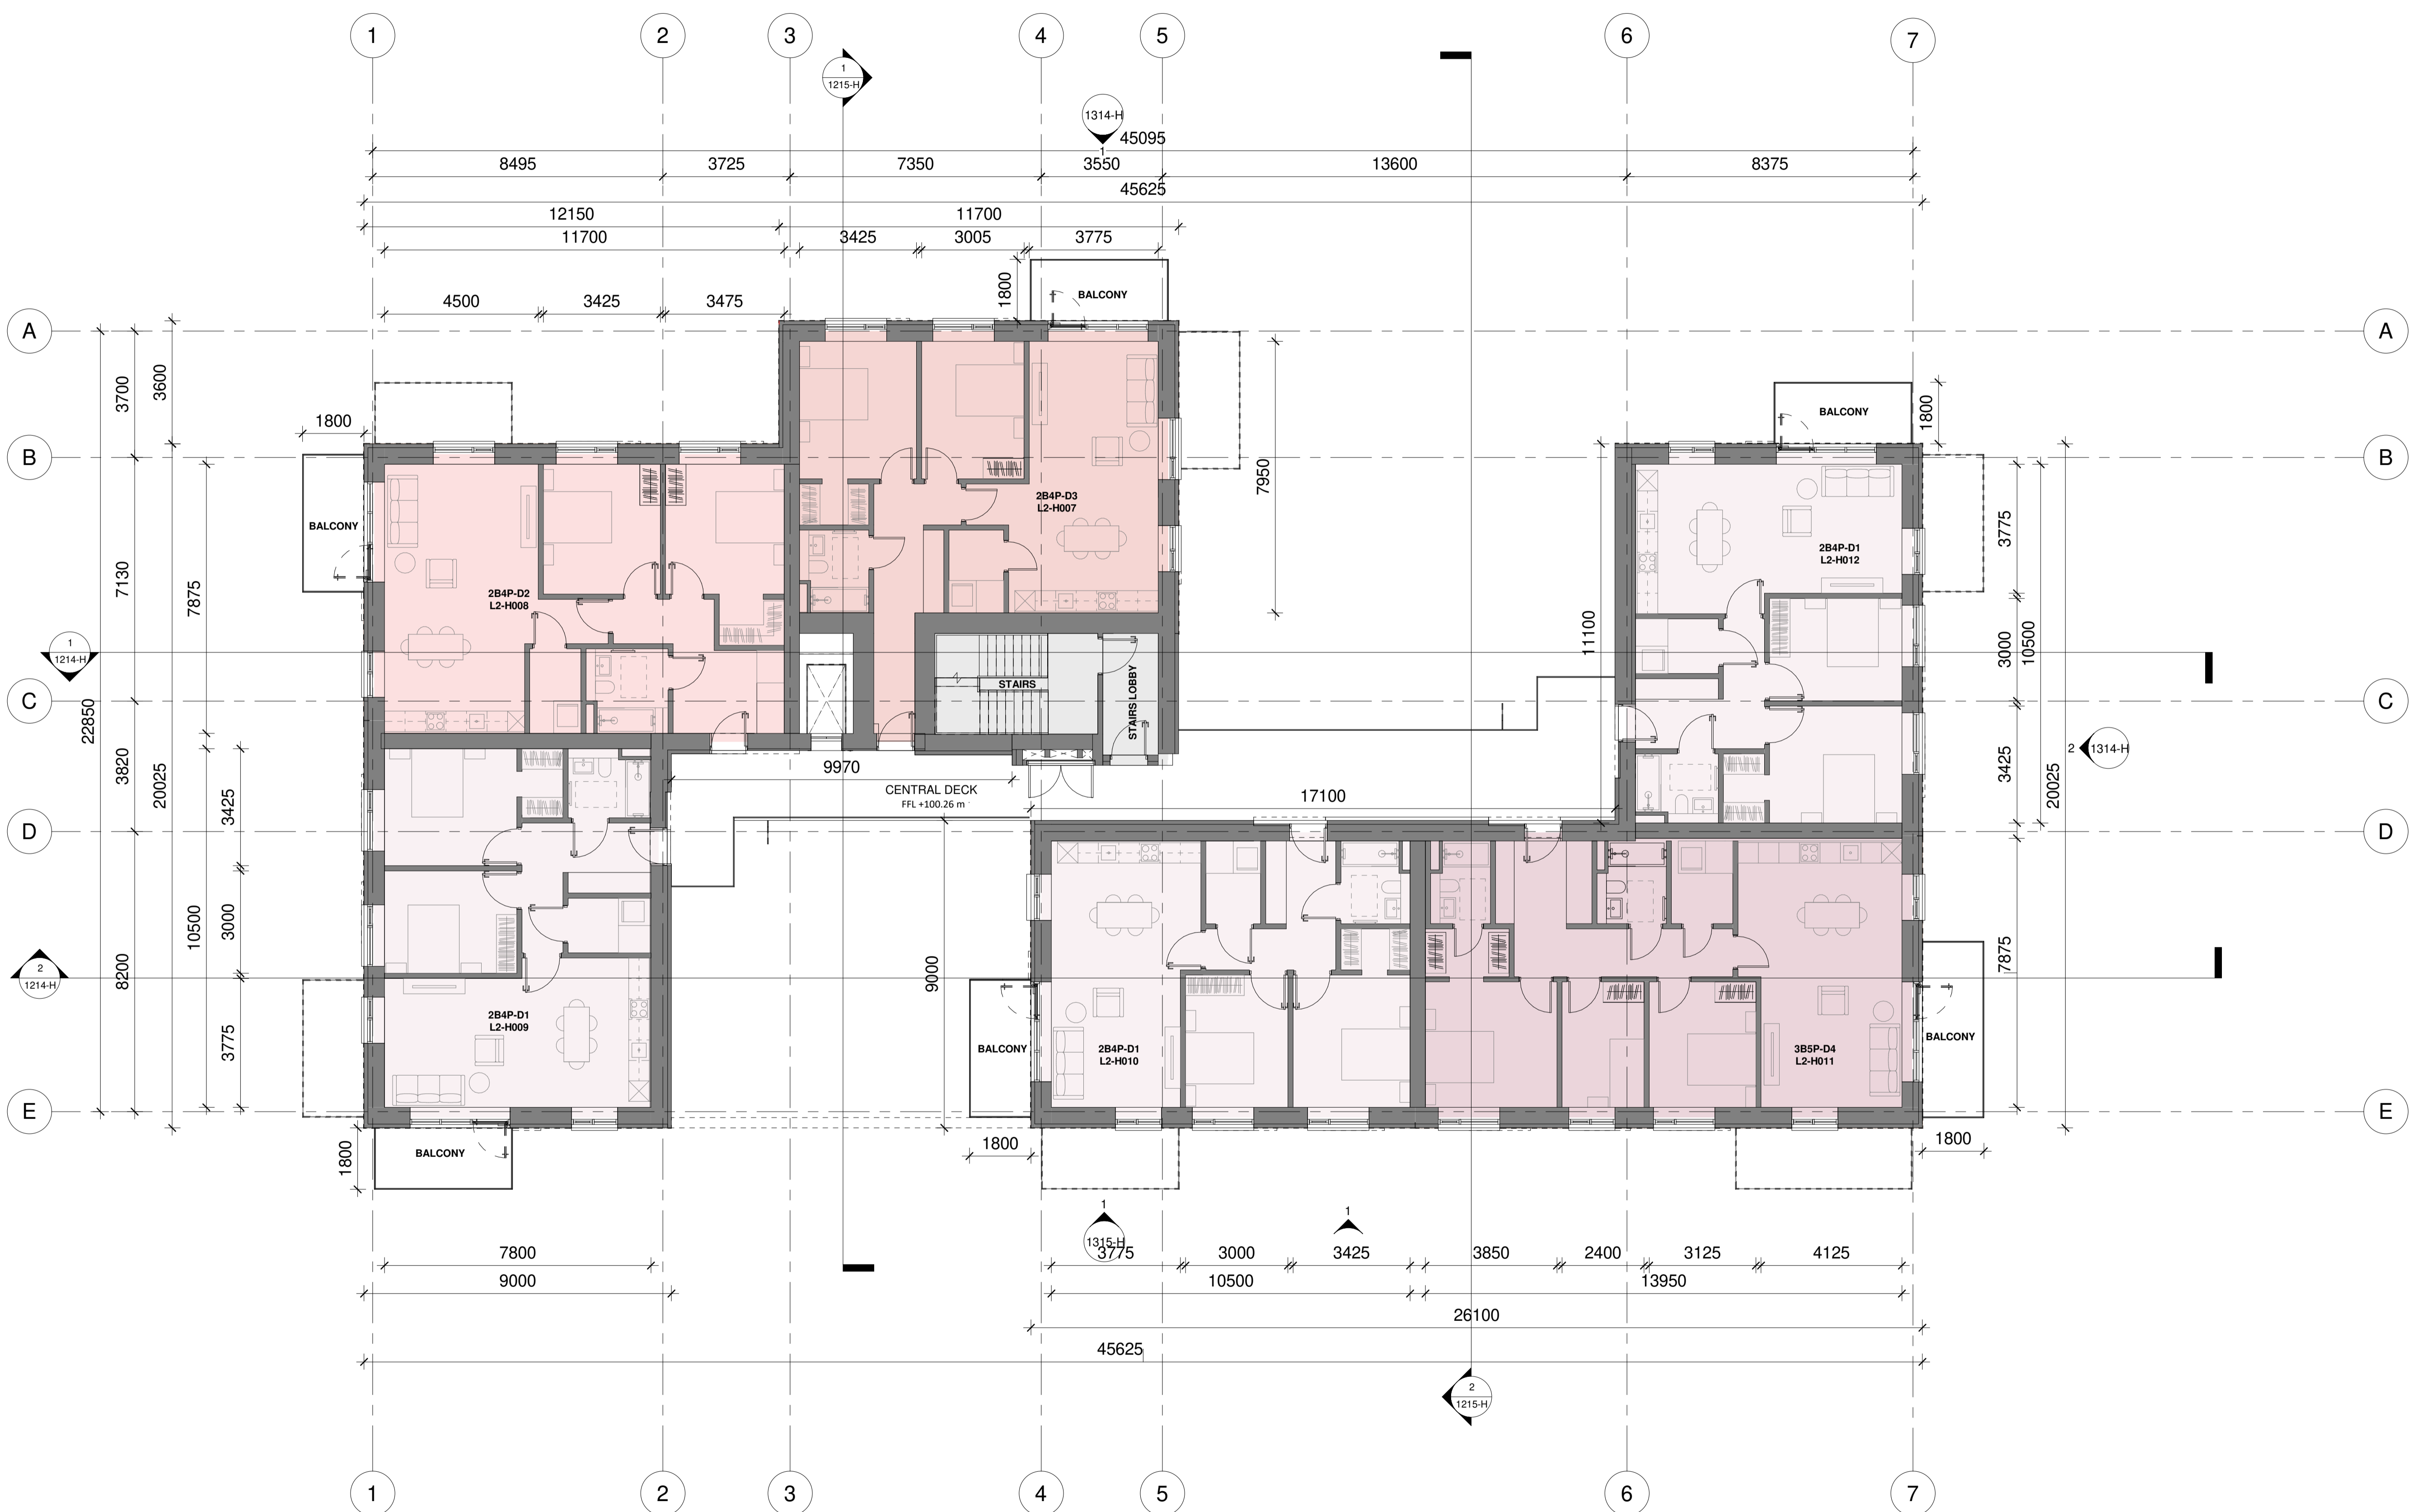 1 2 3 4 5 6 7
1
1215-H
1314-H
1
45095
8495 3725 7350 3550 13600 8375
45625
12150 11700
11700 3425 3005 3775
4500 3425 3475 1800
BALCONY
A A
3700 3600
1800
BALCONY
1800
B B
BALCONY
7130 7875
2B4P-D2
L2-H008
2B4P-D3
L2-H007
7950
2B4P-D1
L2-H012
3775
11100
3000 10500
1
1214-H
STAIRS
STAIRS LOBBY
C C
22850 3820 20025
3425
9970
CENTRAL DECK
FFL +100.26 m
17100
3425
20025
2 1314-H
D D
10500 3000
8200
9000
7875
2
1214-H
3775
2B4P-D1
L2-H009
BALCONY
2B4P-D1
L2-H010
3B5P-D4
L2-H011
BALCONY
E E
BALCONY
1800
1800
1800
1
1315-H
1
7800
3775 3000 3425 3850 2400 3125 4125
9000
10500 13950
26100
45625
2
1215-H
1 2 3 4 5 6 7